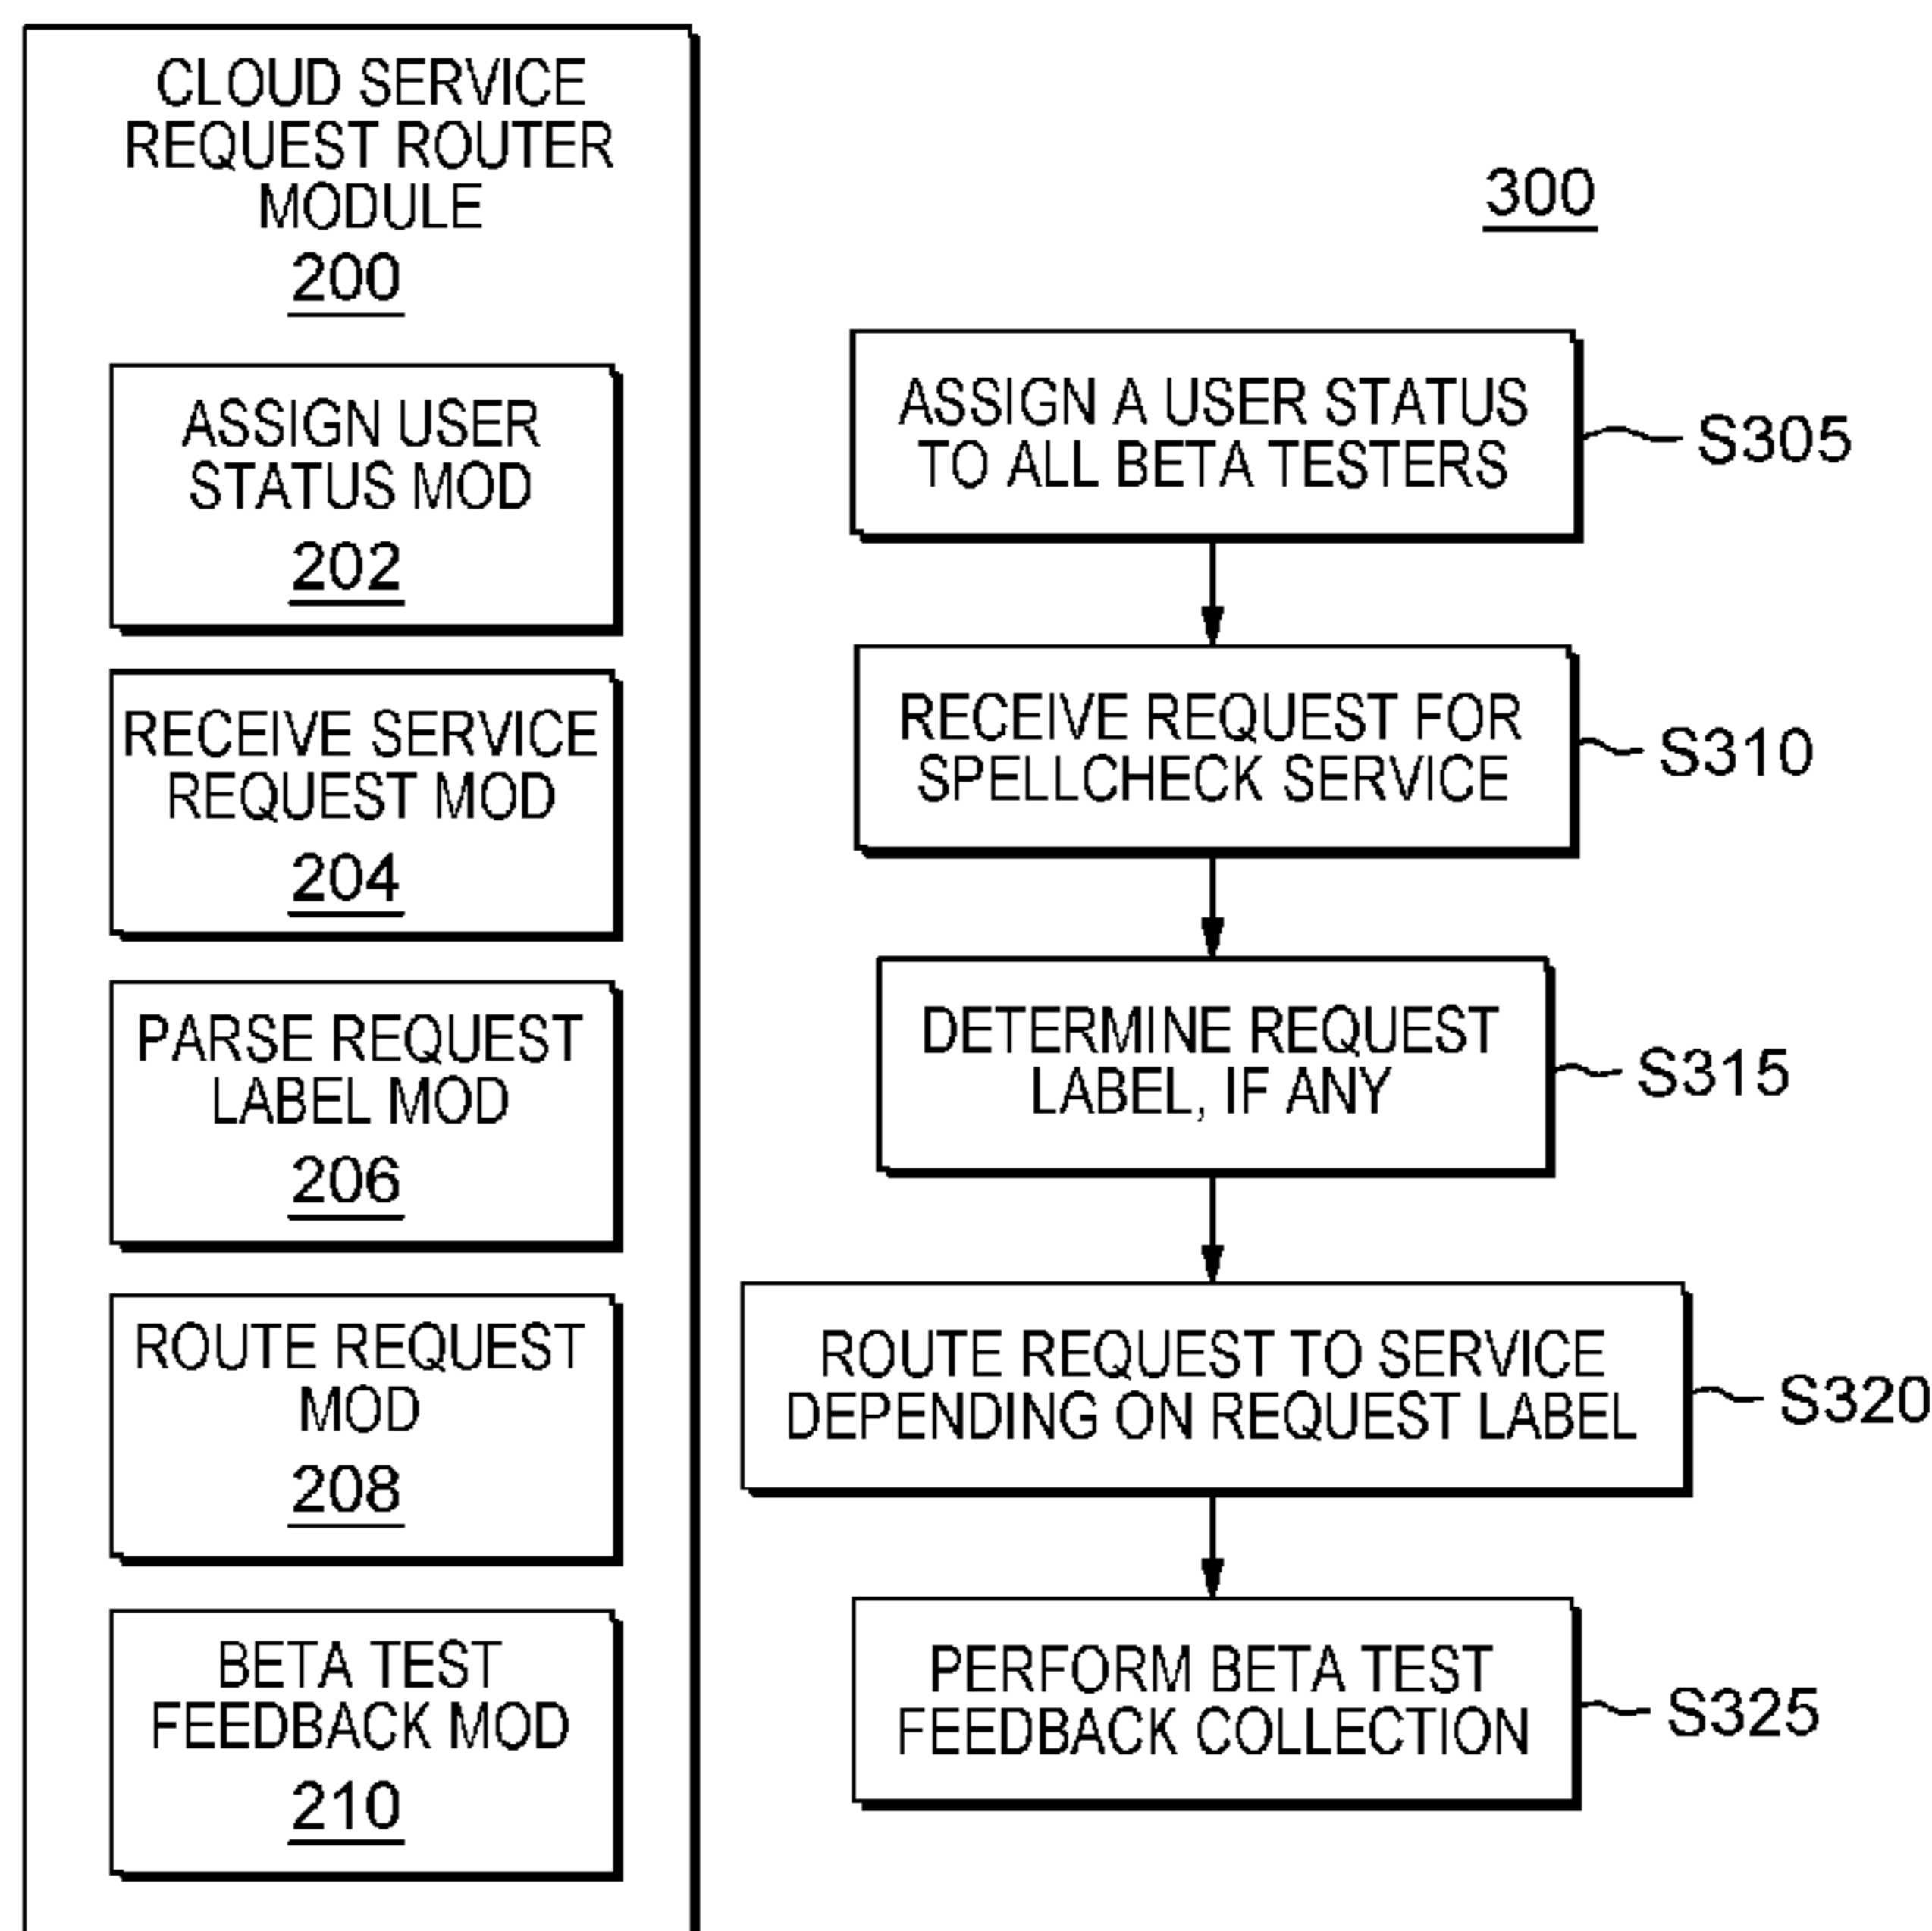 CLOUD SERVICE
REQUEST ROUTER
MODULE
200
ASSIGN USER
STATUS MOD
202
RECEIVE SERVICE
REQUEST MOD
204
PARSE REQUEST
LABEL MOD
206
ROUTE REQUEST
MOD
208
BETA TEST
FEEDBACK MOD
210
300
ASSIGN A USER STATUS
TO ALL BETA TESTERS
S305
RECEIVE REQUEST FOR
SPELLCHECK SERVICE
S310
DETERMINE REQUEST
LABEL, IF ANY
S315
ROUTE REQUEST TO SERVICE
DEPENDING ON REQUEST LABEL
S320
PERFORM BETA TEST
FEEDBACK COLLECTION
S325